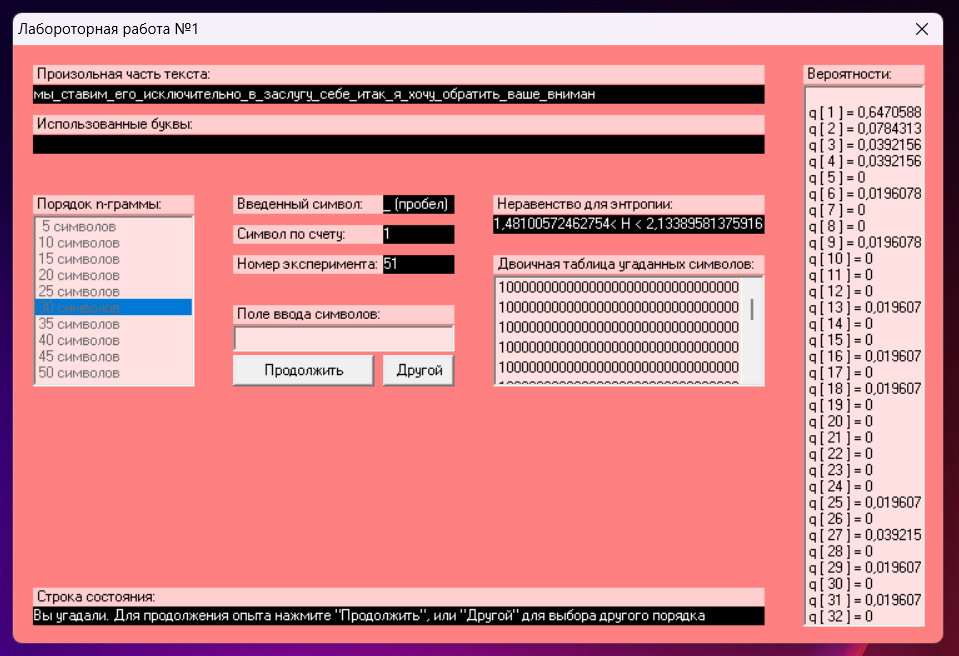 Лабороторная работа №1
Произольная часть текста:
мы_ставим_его_исключительно_в_заслугу_себе_итак_я_хочу_обратить_ваше_вниман
Использованные буквы:
Порядок n-граммы:
5 символов
10 символов
15 символов
20 символов
25 символов
30 символов
35 символов
40 символов
45 символов
50 символов
Введенный символ: _ (пробел)
Символ по счету: 1
Номер эксперимента: 51
Поле ввода символов:
Продолжить Другой
Неравенство для энтропии:
1,48100572462754< H < 2,13389581375916
Двоичная таблица угаданных символов:
10000000000000000000000000000000
10000000000000000000000000000000
10000000000000000000000000000000
10000000000000000000000000000000
10000000000000000000000000000000
Вероятности:
q [ 1 ] = 0,6470588
q [ 2 ] = 0,0784313
q [ 3 ] = 0,0392156
q [ 4 ] = 0,0392156
q [ 5 ] = 0
q [ 6 ] = 0,0196078
q [ 7 ] = 0
q [ 8 ] = 0
q [ 9 ] = 0,0196078
q [ 10 ] = 0
q [ 11 ] = 0
q [ 12 ] = 0
q [ 13 ] = 0,019607
q [ 14 ] = 0
q [ 15 ] = 0
q [ 16 ] = 0,019607
q [ 17 ] = 0
q [ 18 ] = 0,019607
q [ 19 ] = 0
q [ 20 ] = 0
q [ 21 ] = 0
q [ 22 ] = 0
q [ 23 ] = 0
q [ 24 ] = 0
q [ 25 ] = 0,019607
q [ 26 ] = 0
q [ 27 ] = 0,039215
q [ 28 ] = 0
q [ 29 ] = 0,019607
q [ 30 ] = 0
q [ 31 ] = 0,019607
q [ 32 ] = 0
Строка состояния:
Вы угадали. Для продолжения опыта нажмите "Продолжить", или "Другой" для выбора другого порядка